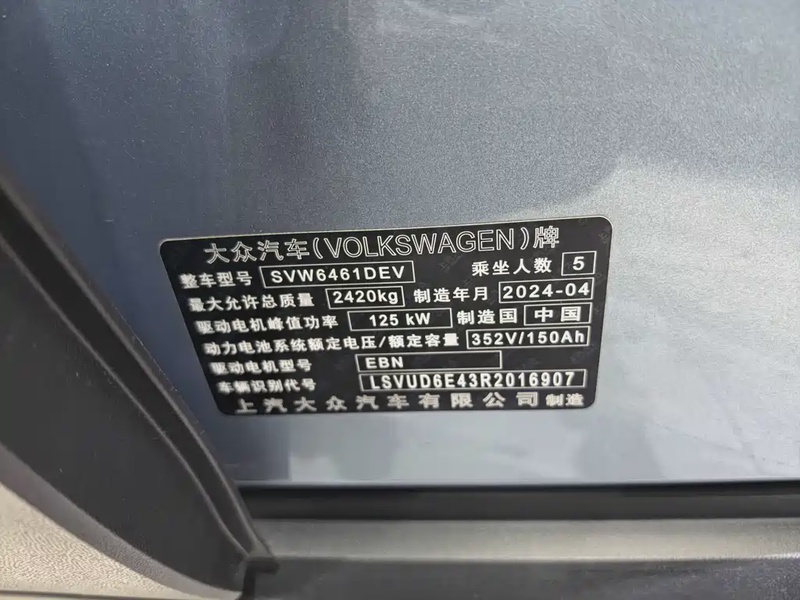 大众汽车(VOLKSWAGEN)牌
整车型号 SVW6461DEV 乘坐人数 5
最大允许总质量 2420kg 制造年月 2024-04
驱动电机峰值功率 125 kW 制造国 中国
动力电池系统额定电压/额定容量 352V/150Ah
驱动电机型号 EBN
车辆识别代号 LSVUD6E43R2016907
上汽大众汽车有限公司 制造